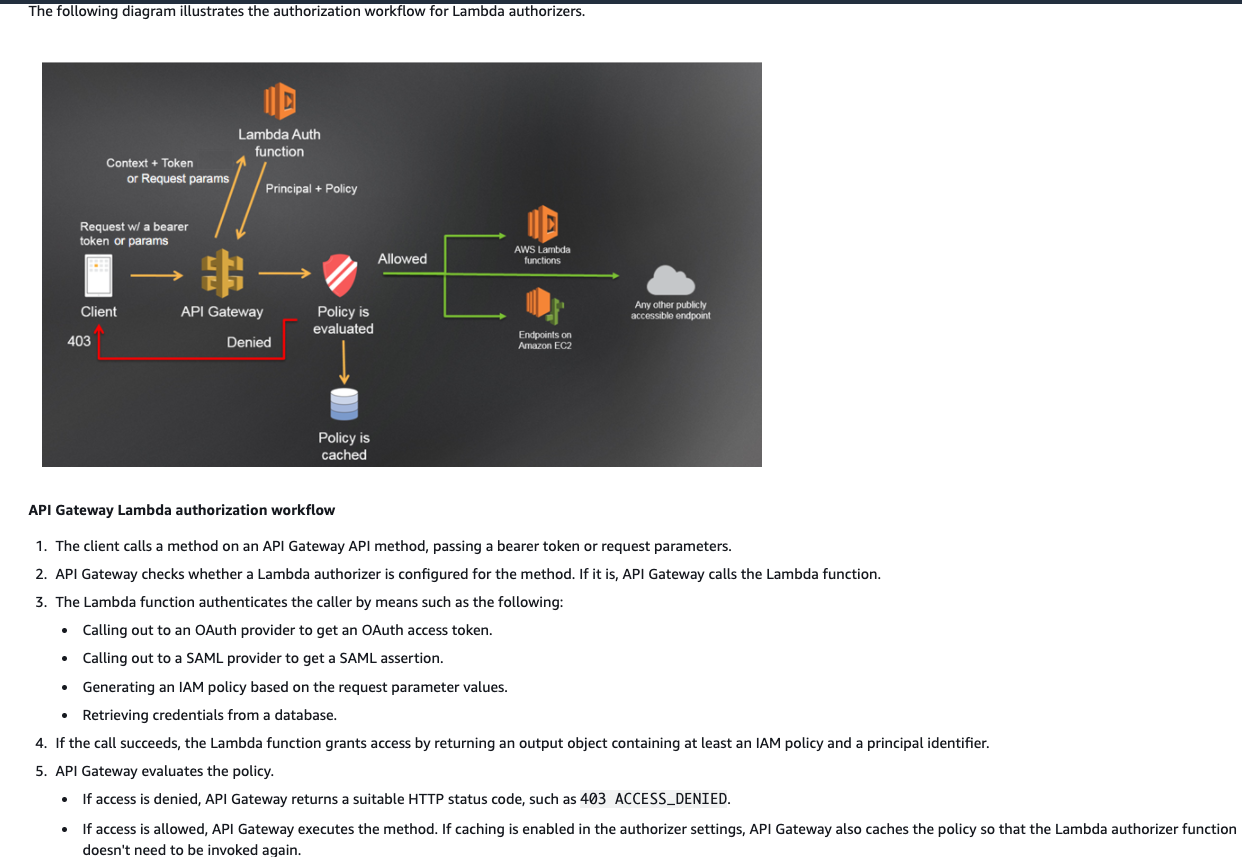 The following diagram illustrates the authorization workflow for Lambda authorizers.
Lambda Auth
function
Context + Token
or Request params
Principal + Policy
Request w/ a bearer
token or params
Client
API Gateway
Policy is
evaluated
Allowed
AWS Lambda
functions
Any other publicly
accessible endpoint
Endpoints on
Amazon EC2
403
Denied
Policy is
cached
API Gateway Lambda authorization workflow
1. The client calls a method on an API Gateway API method, passing a bearer token or request parameters.
2. API Gateway checks whether a Lambda authorizer is configured for the method. If it is, API Gateway calls the Lambda function.
3. The Lambda function authenticates the caller by means such as the following:
• Calling out to an OAuth provider to get an OAuth access token.
• Calling out to a SAML provider to get a SAML assertion.
• Generating an IAM policy based on the request parameter values.
• Retrieving credentials from a database.
4. If the call succeeds, the Lambda function grants access by returning an output object containing at least an IAM policy and a principal identifier.
5. API Gateway evaluates the policy.
• If access is denied, API Gateway returns a suitable HTTP status code, such as 403 ACCESS_DENIED.
• If access is allowed, API Gateway executes the method. If caching is enabled in the authorizer settings, API Gateway also caches the policy so that the Lambda authorizer function
doesn't need to be invoked again.